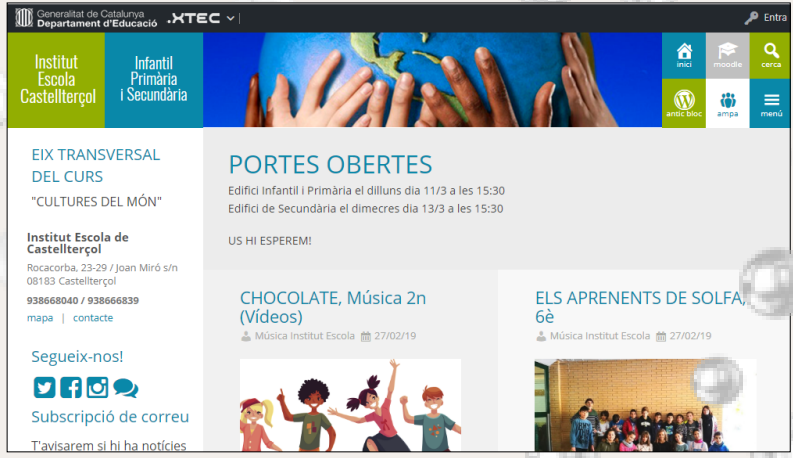 Generalitat de Catalunya
Departament d'Educació
.XTEC
Entra
Institut
Escola
Castellterçol
Infantil
Primària
i Secundària
inici
moodle
cerca
antic bloc
ampa
menú
EIX TRANSVERSAL
DEL CURS
"CULTURES DEL MÓN"
Institut Escola de
Castellterçol
Rocacorba, 23-29 / Joan Miró s/n
08183 Castellterçol
938668040 / 938666839
mapa | contacte
Segueix-nos!
Subscripció de correu
T'avisarem si hi ha notícies
PORTES OBERTES
Edifici Infantil i Primària el dilluns dia 11/3 a les 15:30
Edifici de Secundària el dimecres dia 13/3 a les 15:30
US HI ESPEREM!
CHOCOLATE, Música 2n
(Vídeos)
Música Institut Escola 27/02/19
ELS APRENENTS DE SOLFA,
6è
Música Institut Escola 27/02/19